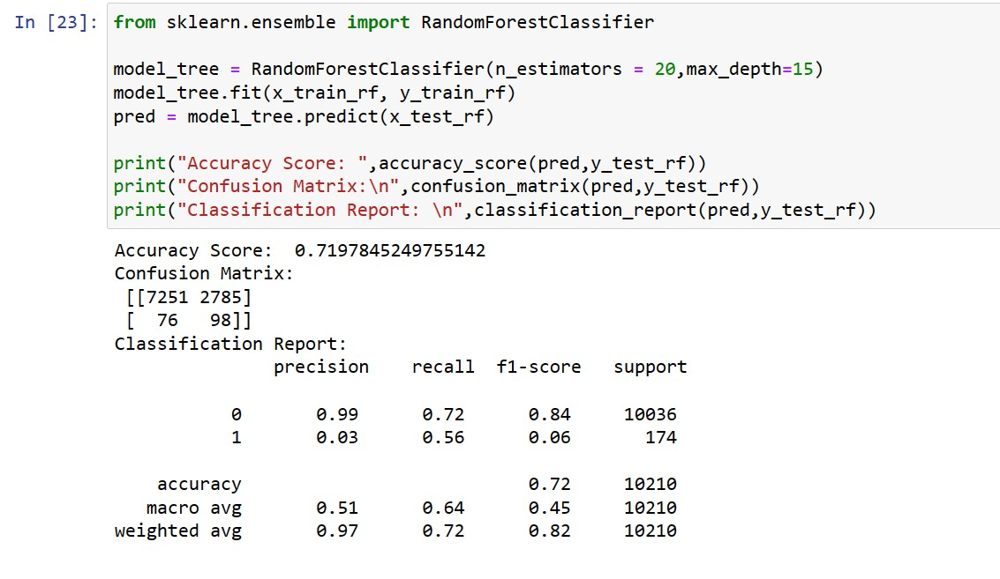 In [23]: from sklearn.ensemble import RandomForestClassifier
model_tree = RandomForestClassifier(n_estimators = 20,max_depth=15)
model_tree.fit(x_train_rf, y_train_rf)
pred = model_tree.predict(x_test_rf)
print("Accuracy Score: ",accuracy_score(pred,y_test_rf))
print("Confusion Matrix:\n",confusion_matrix(pred,y_test_rf))
print("Classification Report: \n",classification_report(pred,y_test_rf))
Accuracy Score:  0.7197845249755142
Confusion Matrix:
[[7251 2785]
[  76   98]]
Classification Report:
precision    recall  f1-score   support
0       0.99      0.72      0.84     10036
1       0.03      0.56      0.06       174
accuracy                           0.72     10210
macro avg       0.51      0.64      0.45     10210
weighted avg       0.97      0.72      0.82     10210